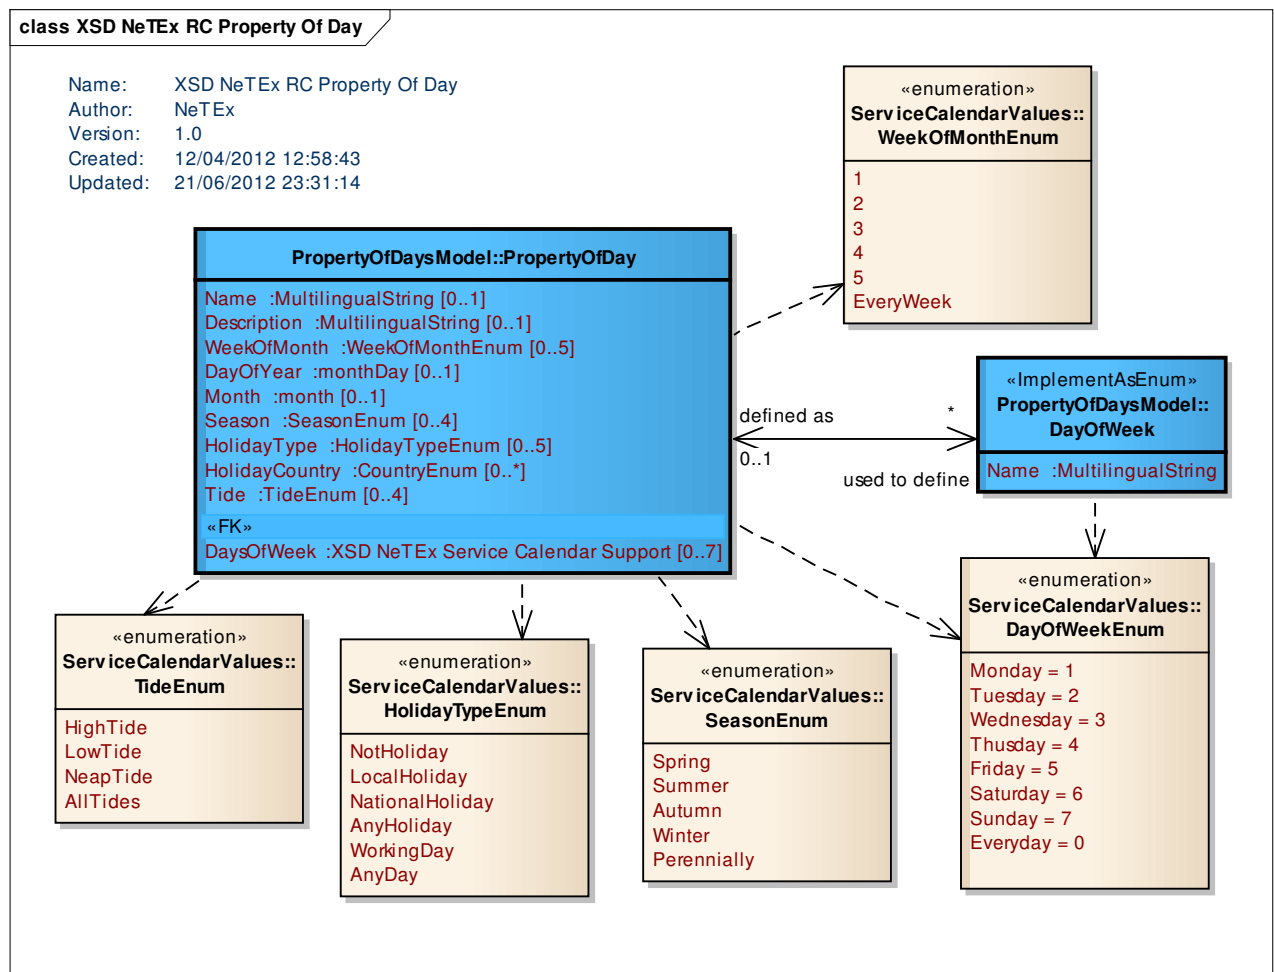 class XSD NeTEx RC Property Of Day
Name: XSD NeTEx RC Property Of Day
Author: NeTEx
Version: 1.0
Created: 12/04/2012 12:58:43
Updated: 21/06/2012 23:31:14
«enumeration»
ServiceCalendarValues::
WeekOfMonthEnum
1
2
3
4
5
EveryWeek
PropertyOfDaysModel::PropertyOfDay
Name :MultilingualString [0..1]
Description :MultilingualString [0..1]
WeekOfMonth :WeekOfMonthEnum [0..5]
DayOfYear :monthDay [0..1]
Month :month [0..1]
Season :SeasonEnum [0..4]
HolidayType :HolidayTypeEnum [0..5]
HolidayCountry :CountryEnum [0..*]
Tide :TideEnum [0..4]
«FK»
DaysOfWeek :XSD NeTEx Service Calendar Support [0..7]
defined as
*
0..1
used to define
«ImplementAsEnum»
PropertyOfDaysModel::
DayOfWeek
Name :MultilingualString
«enumeration»
ServiceCalendarValues::
TideEnum
HighTide
LowTide
NeapTide
AllTides
«enumeration»
ServiceCalendarValues::
HolidayTypeEnum
NotHoliday
LocalHoliday
NationalHoliday
AnyHoliday
WorkingDay
AnyDay
«enumeration»
ServiceCalendarValues::
SeasonEnum
Spring
Summer
Autumn
Winter
Perennially
«enumeration»
ServiceCalendarValues::
DayOfWeekEnum
Monday = 1
Tuesday = 2
Wednesday = 3
Thusday = 4
Friday = 5
Saturday = 6
Sunday = 7
Everyday = 0